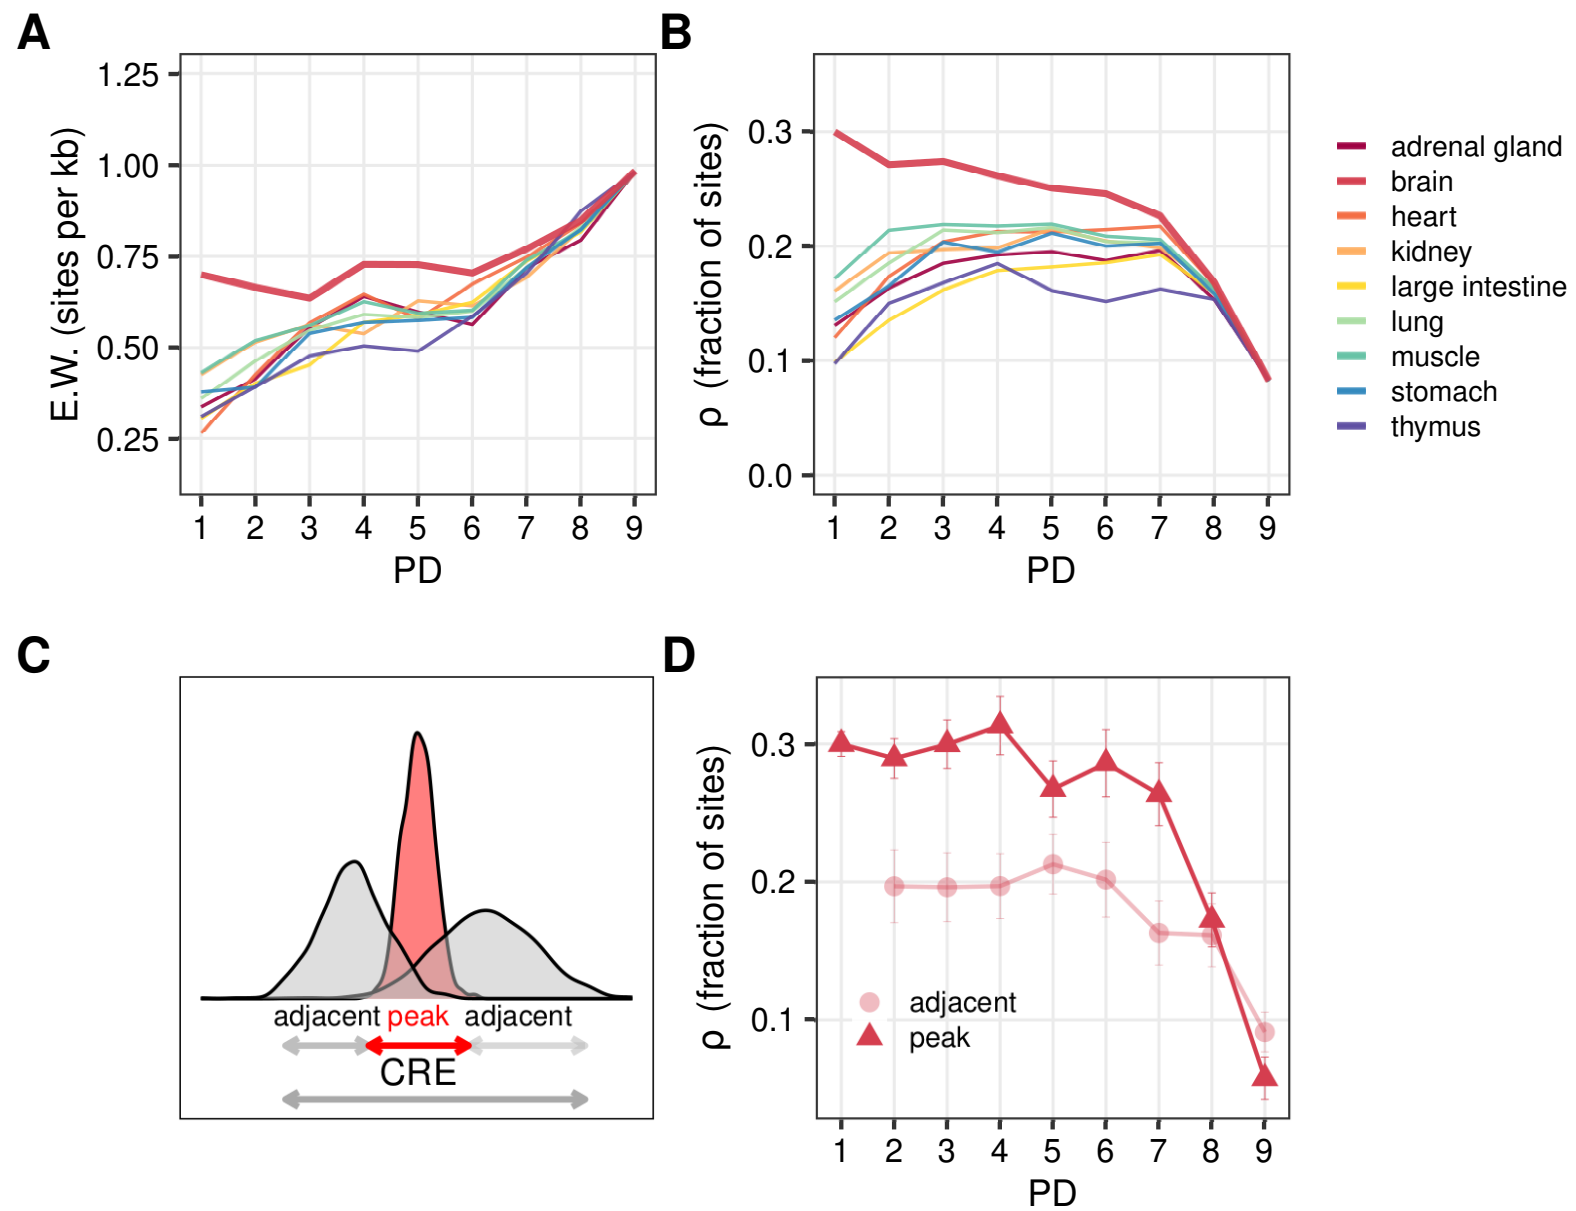 A
E.W. (sites per kb)
1.25
1.00
0.75
0.50
0.25
1 2 3 4 5 6 7 8 9
PD
B
ρ (fraction of sites)
0.3
0.2
0.1
0.0
1 2 3 4 5 6 7 8 9
PD
adrenal gland
brain
heart
kidney
large intestine
lung
muscle
stomach
thymus
C
adjacent peak adjacent
CRE
D
ρ (fraction of sites)
0.3
0.2
0.1
adjacent
peak
1 2 3 4 5 6 7 8 9
PD